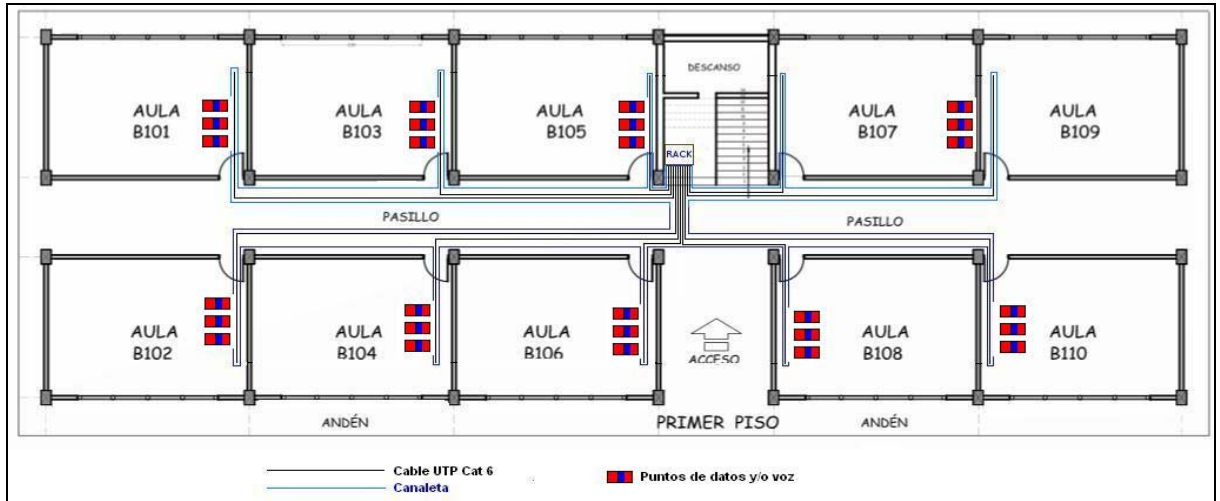 DESCANSO
AULA
B101
AULA
B103
AULA
B105
AULA
B107
AULA
B109
RACK
PASILLO
PASILLO
AULA
B102
AULA
B104
AULA
B106
ACCESO
AULA
B108
AULA
B110
ANDÉN
PRIMER PISO
ANDÉN
Cable UTP Cat 6
Canaleta
Puntos de datos y/o voz